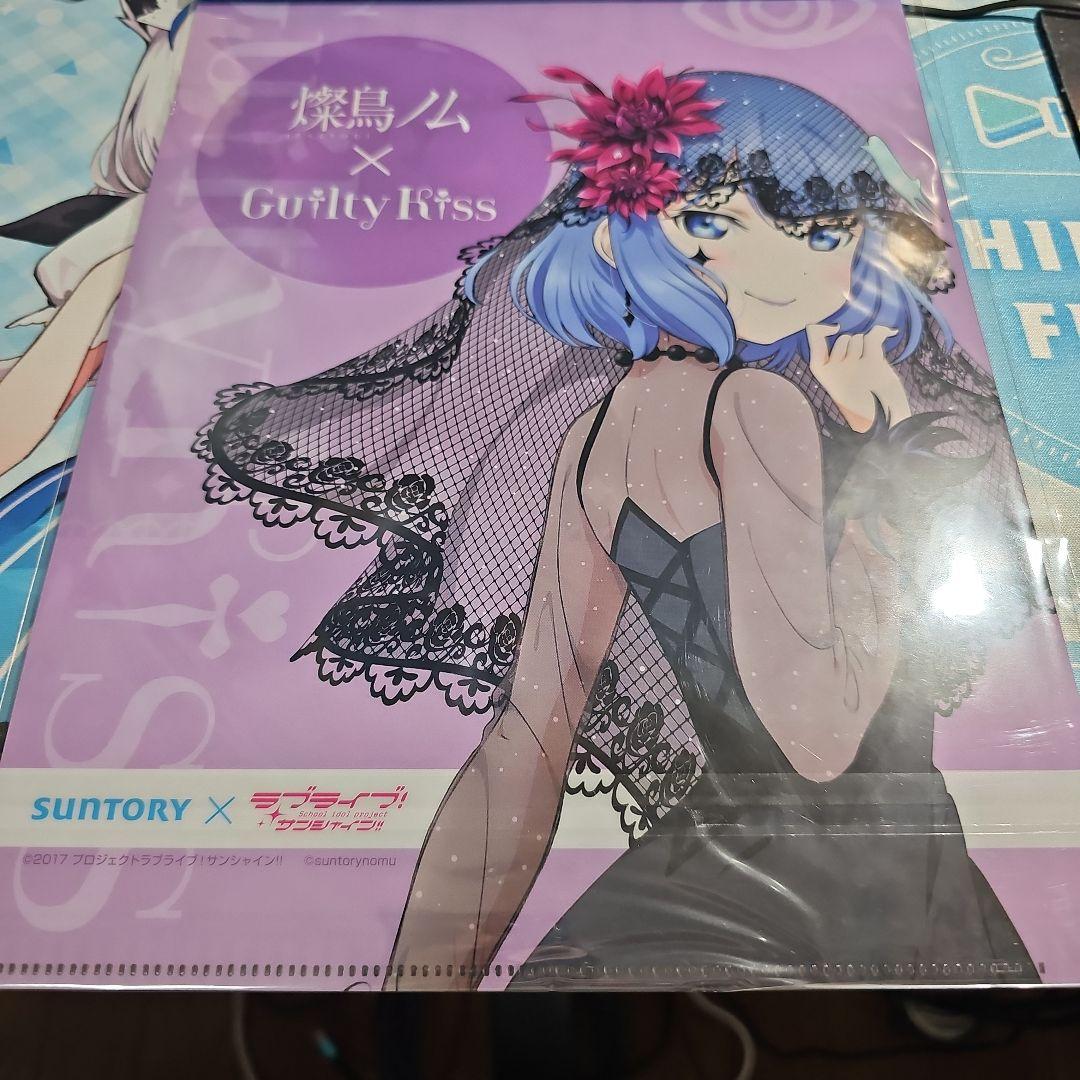 燦鳥ノム
×
Guilty Kiss
HI
F
SUNTORY × ラブライブ!
School idol project
サンシャイン!!
©2017 プロジェクトラブライブ!サンシャイン!! ©suntorynomu